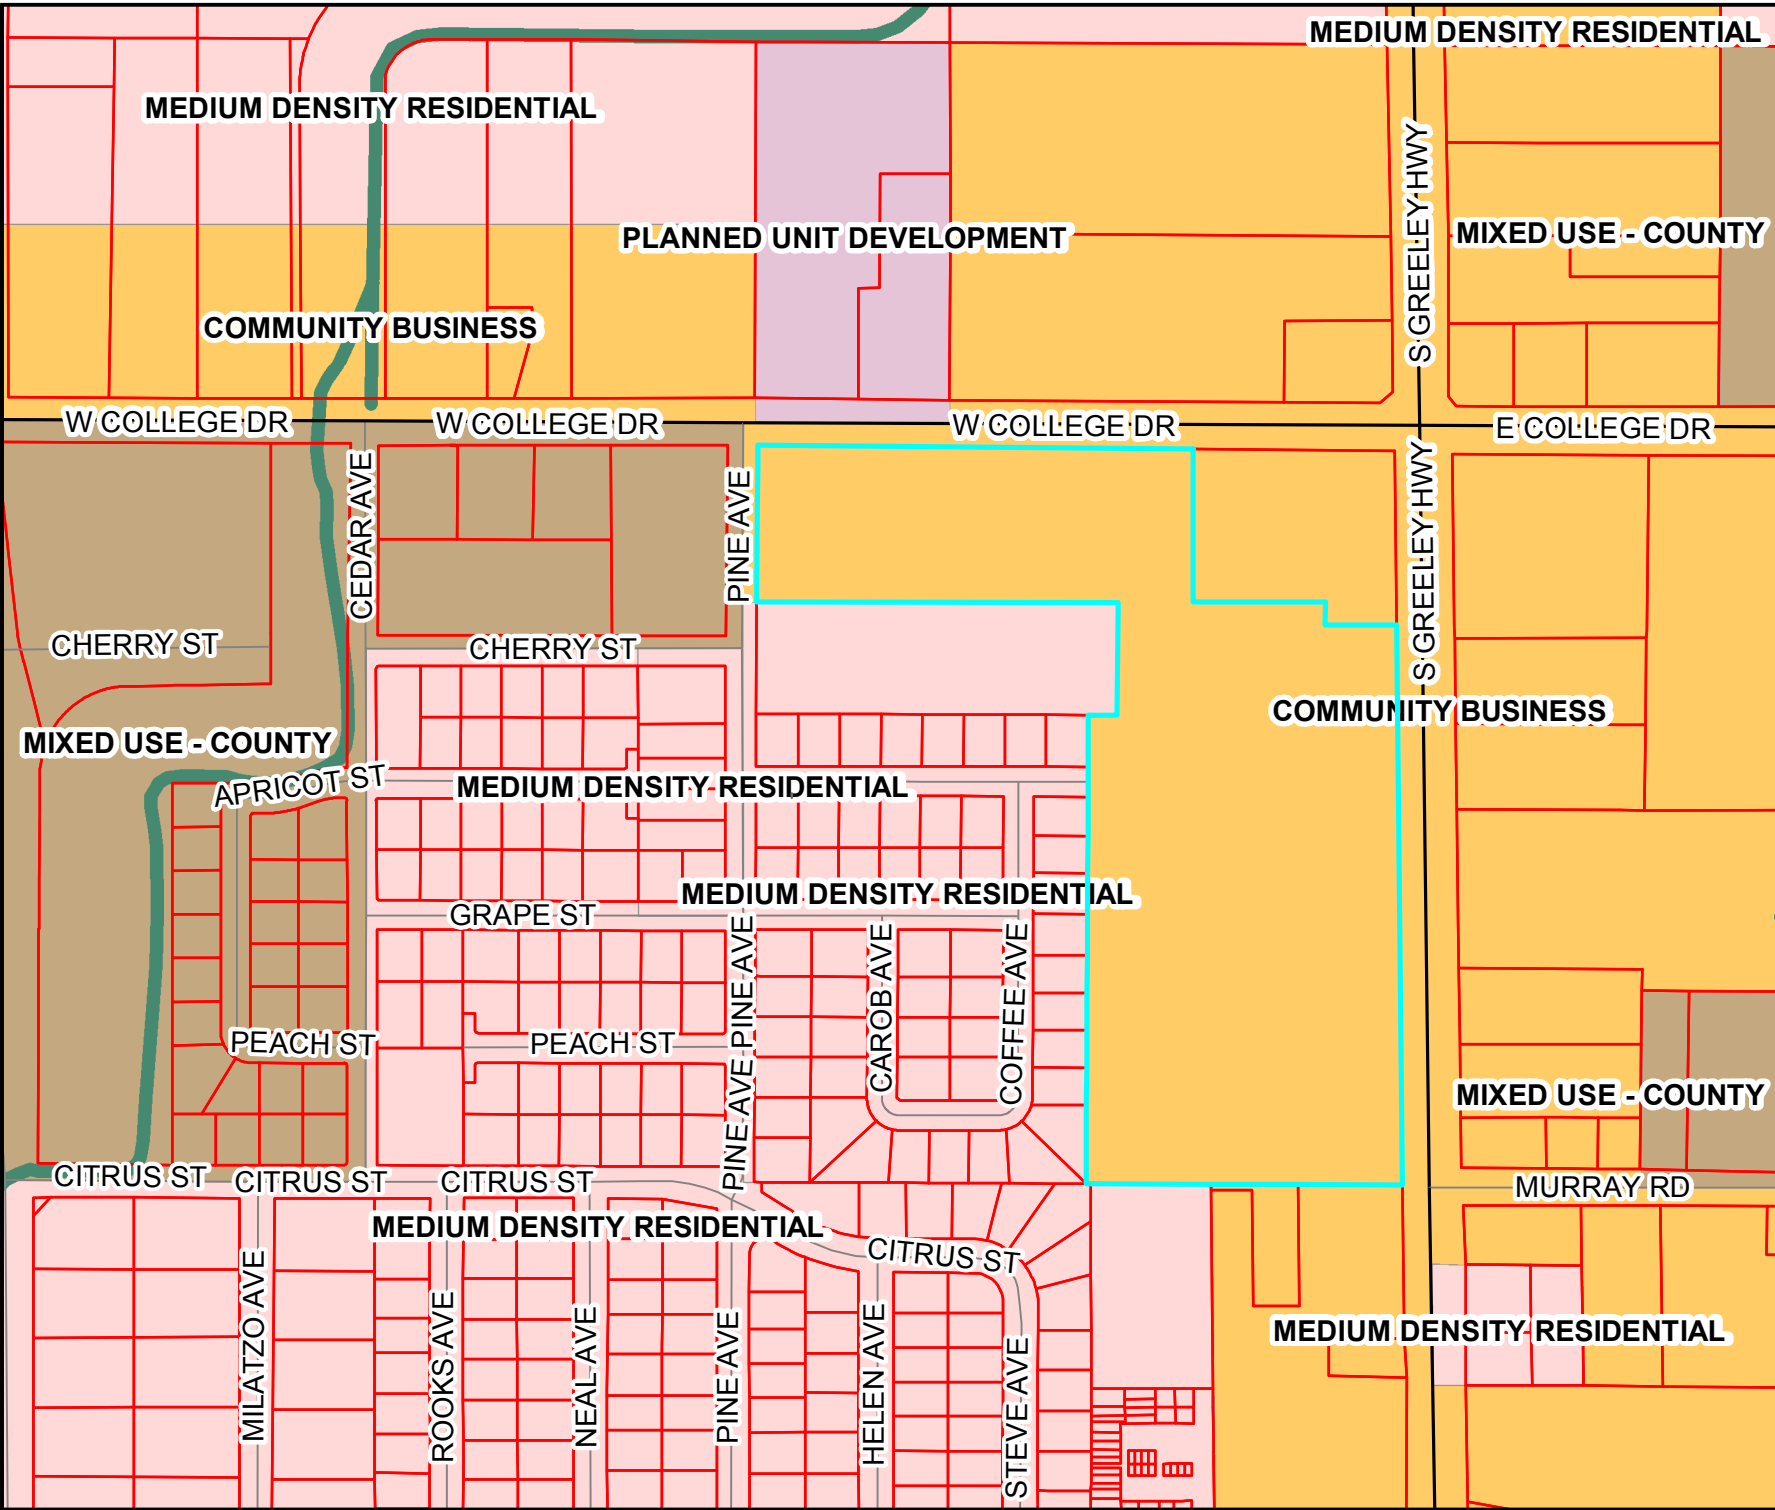 MEDIUM DENSITY RESIDENTIAL
MEDIUM DENSITY RESIDENTIAL
S GREELEY HWY
PLANNED UNIT DEVELOPMENT
MIXED USE - COUNTY
COMMUNITY BUSINESS
W COLLEGE DR
W COLLEGE DR
W COLLEGE DR
E COLLEGE DR
CEDAR AVE
PINE AVE
S GREELEY HWY
CHERRY ST
CHERRY ST
COMMUNITY BUSINESS
MIXED USE - COUNTY
APRICOT ST
MEDIUM DENSITY RESIDENTIAL
MEDIUM DENSITY RESIDENTIAL
GRAPE ST
PINE AVE
CAROB AVE
COFFEE AVE
PEACH ST
PEACH ST
PINE AVE
MIXED USE - COUNTY
CITRUS ST
CITRUS ST
CITRUS ST
MURRAY RD
MEDIUM DENSITY RESIDENTIAL
CITRUS ST
MILATZO AVE
ROOKS AVE
NEAL AVE
PINE AVE
HELEN AVE
STEVE AVE
MEDIUM DENSITY RESIDENTIAL